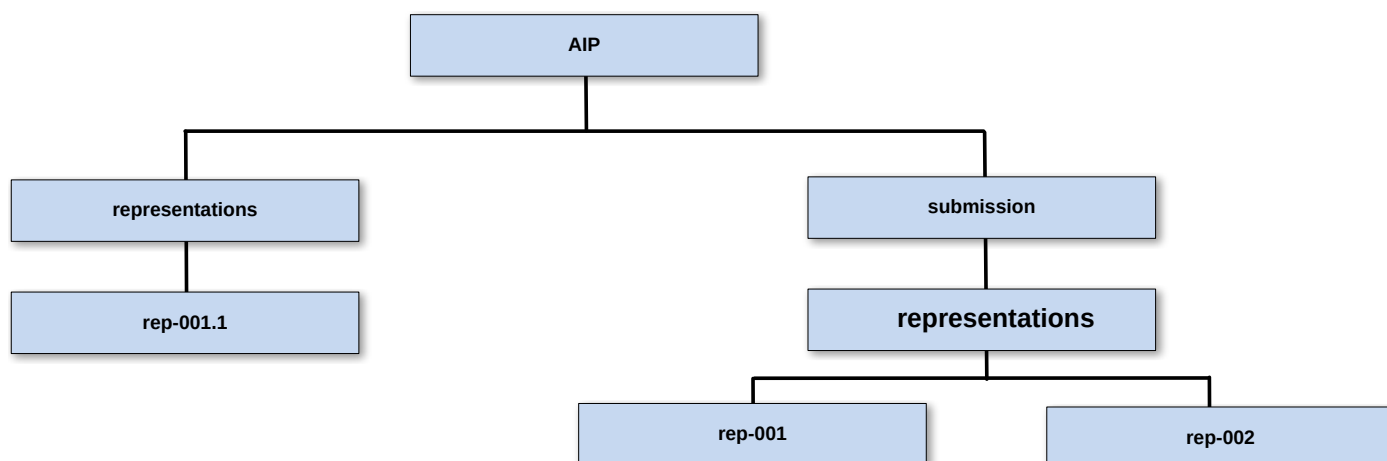 AIP
representations
submission
rep-001.1
representations
rep-001
rep-002